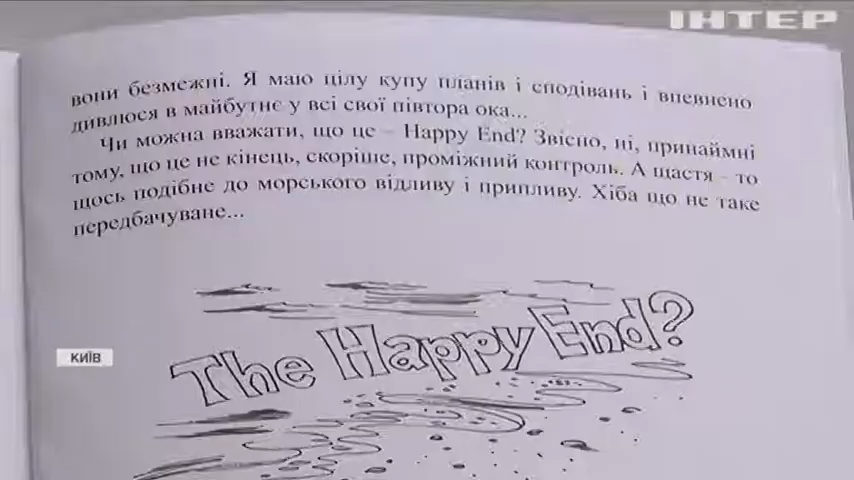 ІНТЕР
вони безмежні. Я маю цілу купу планів і сподівань і впевнено
дивлюся в майбутнє у всі свої півтора ока...
Чи можна вважати, що це – Happy End? Звісно, ні, принаймні
тому, що це не кінець, скоріше, проміжний контроль. А щастя – то
щось подібне до морського відливу і припливу. Хіба що не таке
передбачуване...
The Happy End?
КИЇВ